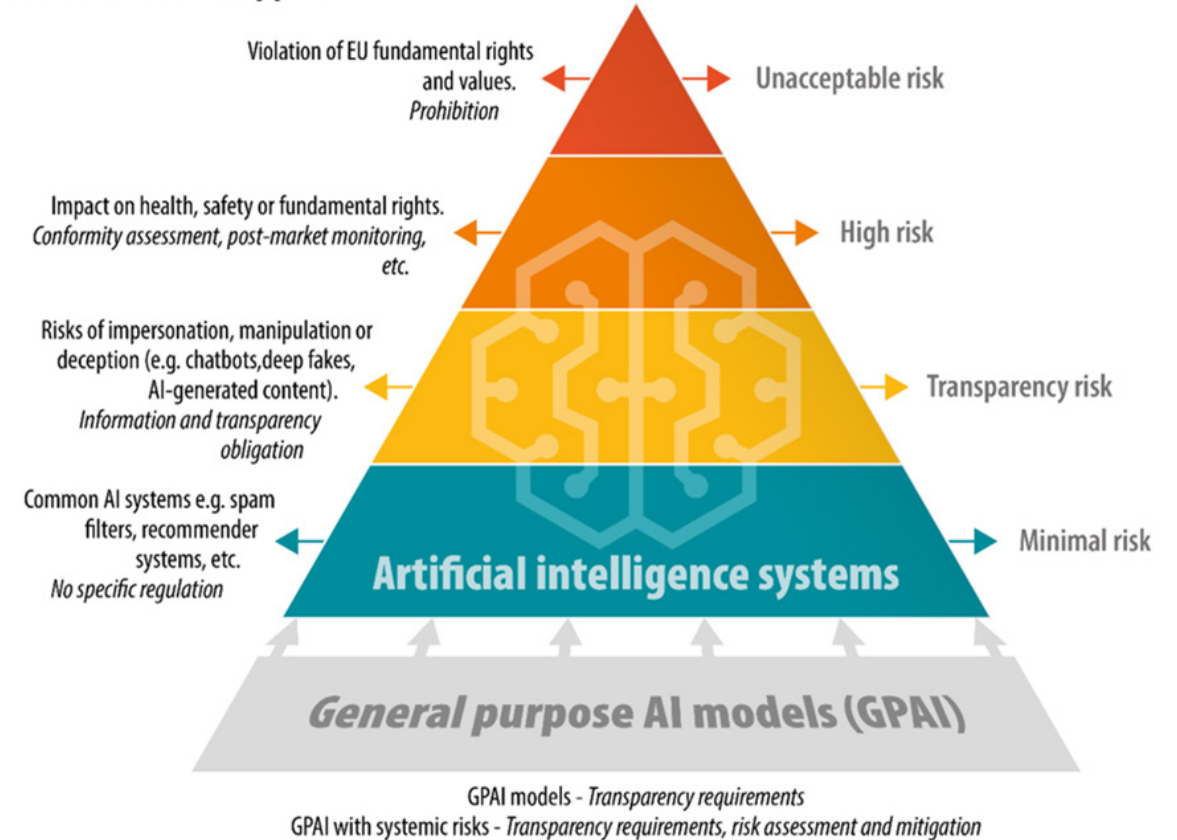 Violation of EU fundamental rights
and values.
Prohibition
Unacceptable risk
Impact on health, safety or fundamental rights.
Conformity assessment, post-market monitoring,
etc.
High risk
Risks of impersonation, manipulation or
deception (e.g. chatbots,deep fakes,
AI-generated content).
Information and transparency
obligation
Transparency risk
Common AI systems e.g. spam
filters, recommender
systems, etc.
No specific regulation
Minimal risk
Artificial intelligence systems
General purpose AI models (GPAI)
GPAI models - Transparency requirements
GPAI with systemic risks - Transparency requirements, risk assessment and mitigation